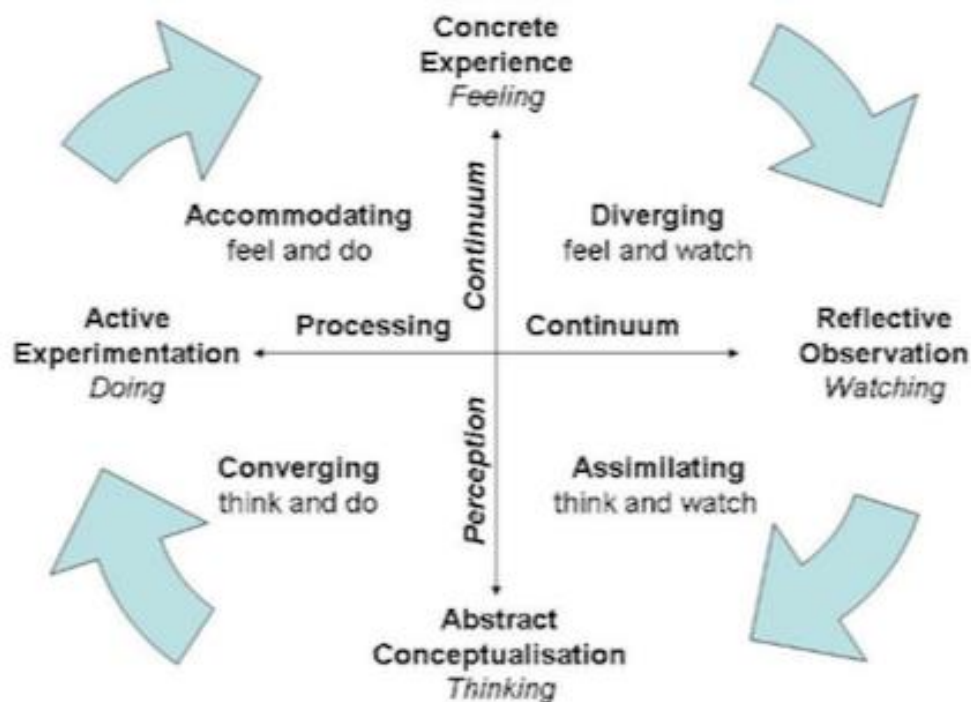 Concrete
Experience
Feeling
Accommodating
feel and do
Continuum
Diverging
feel and watch
Active
Experimentation
Doing
Processing
Continuum
Reflective
Observation
Watching
Converging
think and do
Perception
Assimilating
think and watch
Abstract
Conceptualisation
Thinking